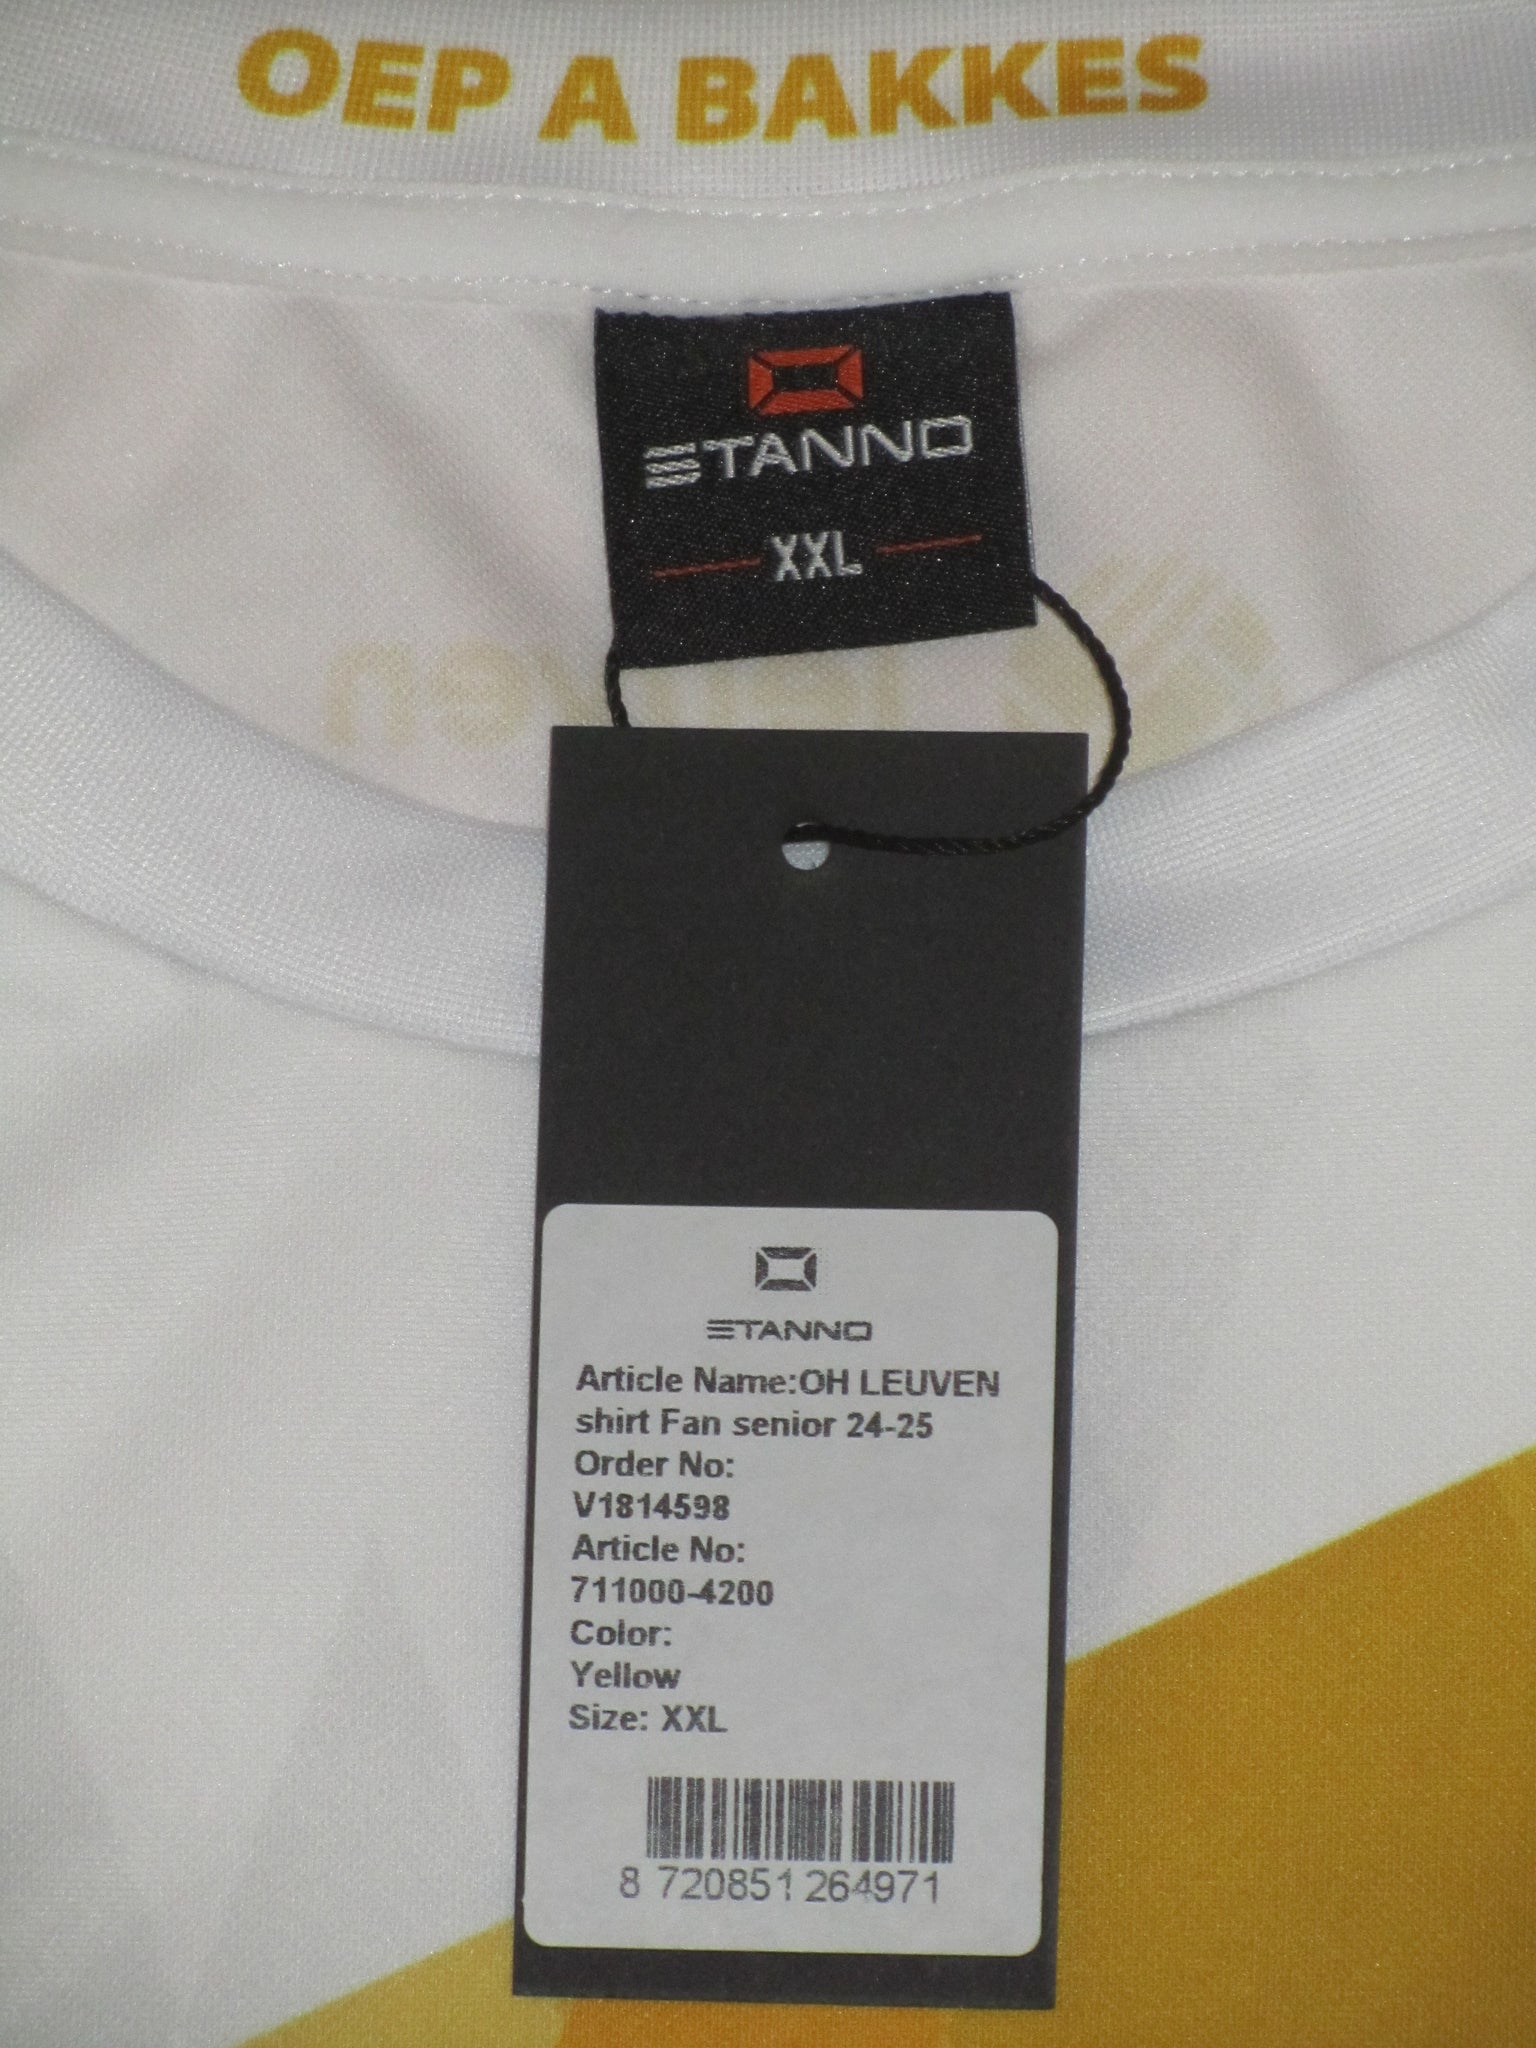 OEP A BAKKES
STANNO
XXL
STANNO
Article Name:OH LEUVEN
shirt Fan senior 24-25
Order No:
V1814598
Article No:
711000-4200
Color:
Yellow
Size: XXL
8 720851 264971